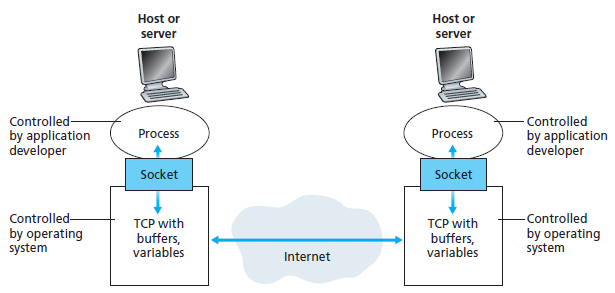 Host or
server
Host or
server
Controlled
by application
developer
Process
Process
Controlled
by application
developer
Socket
Socket
Controlled
by operating
system
TCP with
buffers,
variables
Internet
TCP with
buffers,
variables
Controlled
by operating
system